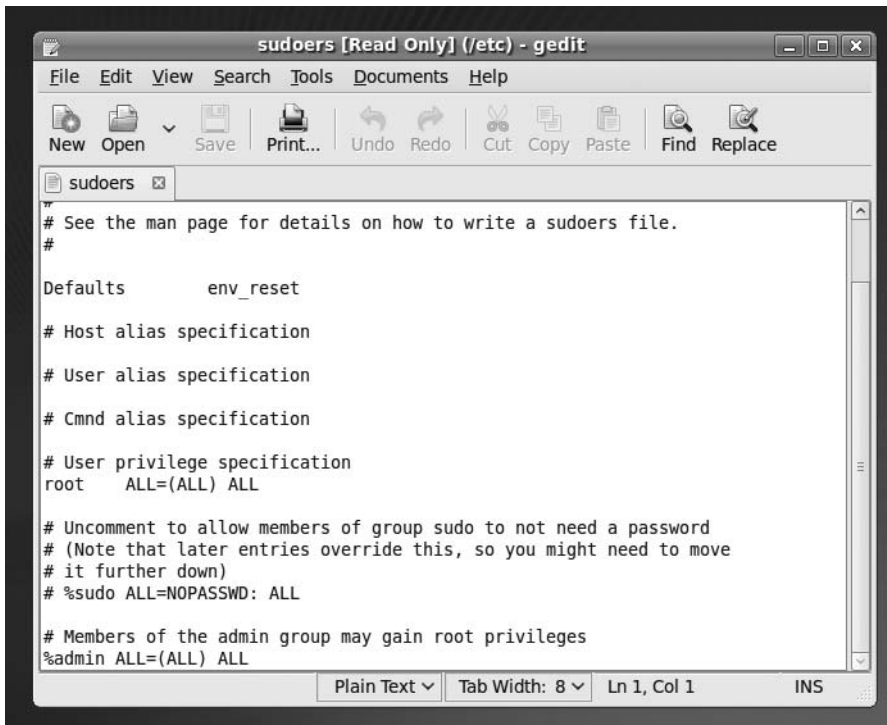 sudoers [Read Only] (/etc) - gedit
File Edit View Search Tools Documents Help
New Open Save Print... Undo Redo Cut Copy Paste Find Replace
sudoers
#
# See the man page for details on how to write a sudoers file.
#
Defaults env_reset
# Host alias specification
# User alias specification
# Cmnd alias specification
# User privilege specification
root ALL=(ALL) ALL
# Uncomment to allow members of group sudo to not need a password
# (Note that later entries override this, so you might need to move
# it further down)
# %sudo ALL=NOPASSWD: ALL
# Members of the admin group may gain root privileges
%admin ALL=(ALL) ALL
Plain Text Tab Width: 8 Ln 1, Col 1 INS